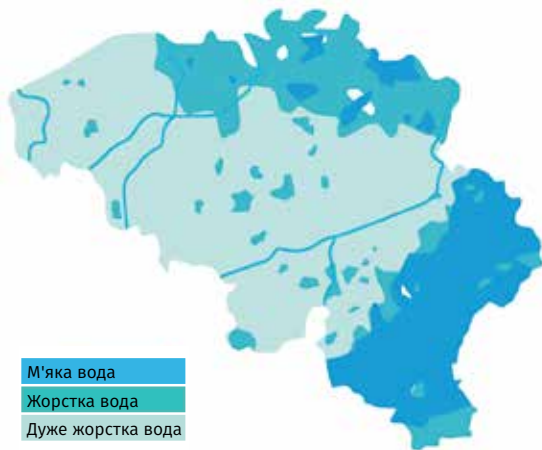 М'яка вода
Жорстка вода
Дуже жорстка вода